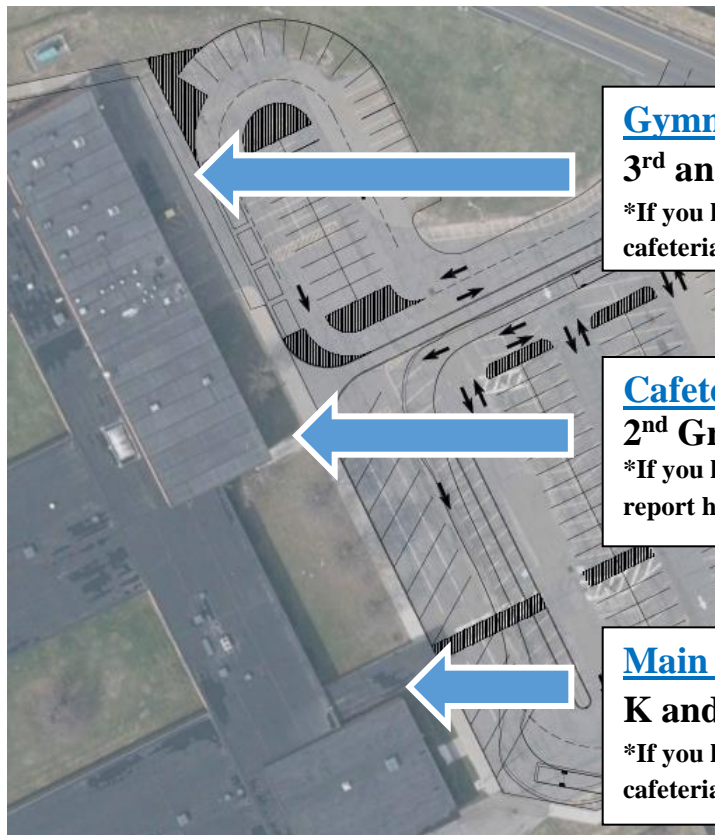 Gymn
3rd an
*If you
cafeteria
Cafete
2nd Gr
*If you
report h
Main
K and
*If you
cafeteria